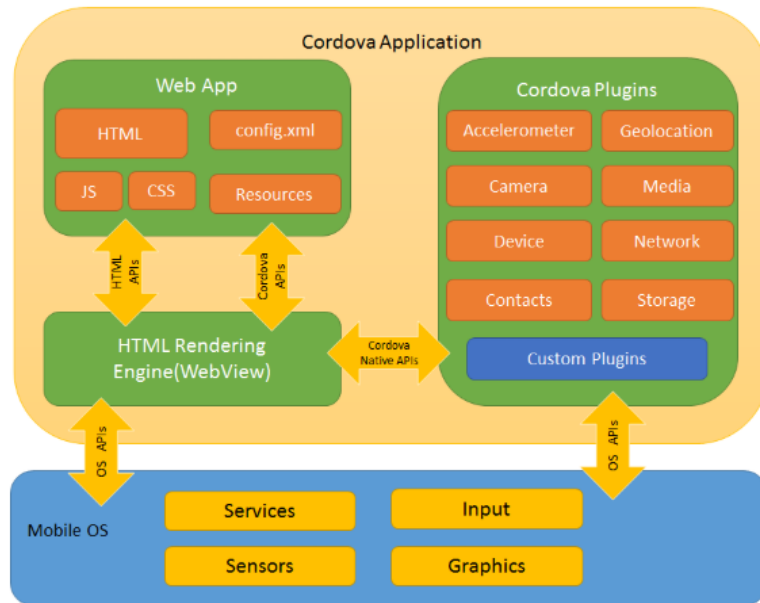 Cordova Application
Web App
HTML
config.xml
JS
CSS
Resources
HTML
APIs
Cordova
APIs
HTML Rendering
Engine(WebView)
Cordova
Native APIs
Cordova Plugins
Accelerometer
Geolocation
Camera
Media
Device
Network
Contacts
Storage
Custom Plugins
OS APIs
OS APIs
Mobile OS
Services
Input
Sensors
Graphics